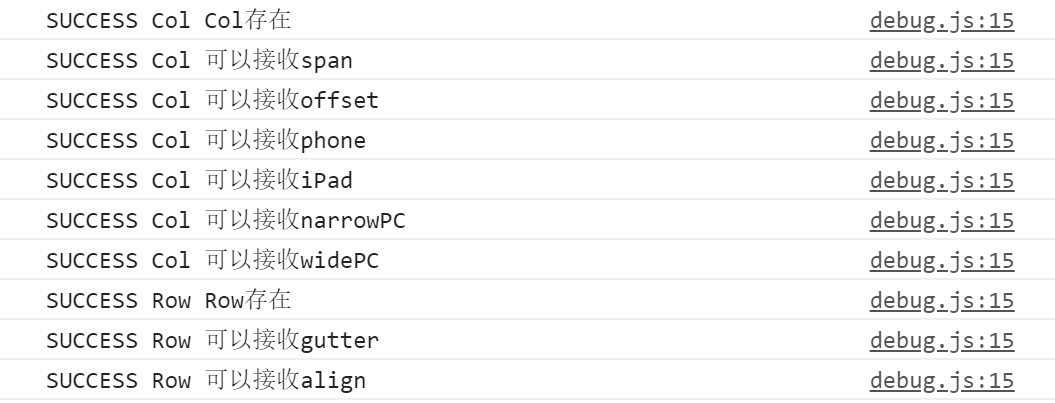 SUCCESS Col Col存在 debug.js:15
SUCCESS Col 可以接收span debug.js:15
SUCCESS Col 可以接收offset debug.js:15
SUCCESS Col 可以接收phone debug.js:15
SUCCESS Col 可以接收iPad debug.js:15
SUCCESS Col 可以接收narrowPC debug.js:15
SUCCESS Col 可以接收widePC debug.js:15
SUCCESS Row Row存在 debug.js:15
SUCCESS Row 可以接收gutter debug.js:15
SUCCESS Row 可以接收align debug.js:15